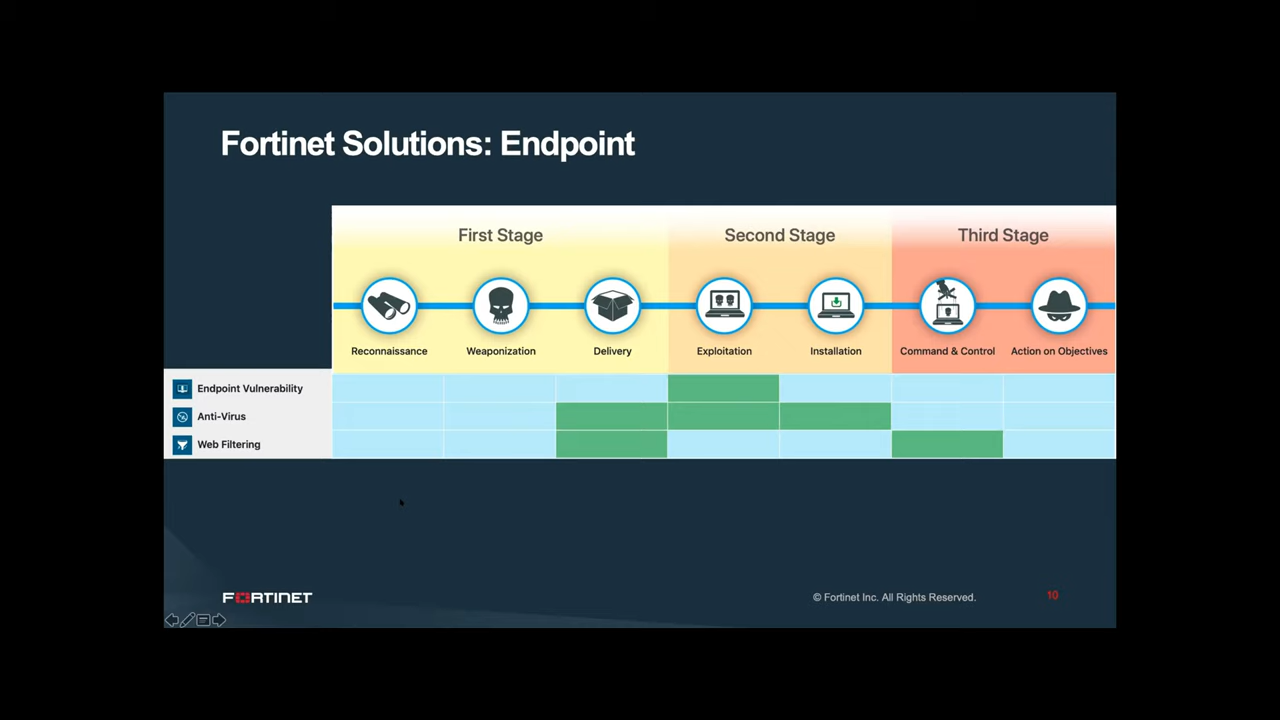 Fortinet Solutions: Endpoint
First Stage
Second Stage
Third Stage
Reconnaissance
Weaponization
Delivery
Exploitation
Installation
Command & Control
Action on Objectives
Endpoint Vulnerability
Anti-Virus
Web Filtering
FORTINET
© Fortinet Inc. All Rights Reserved.
10